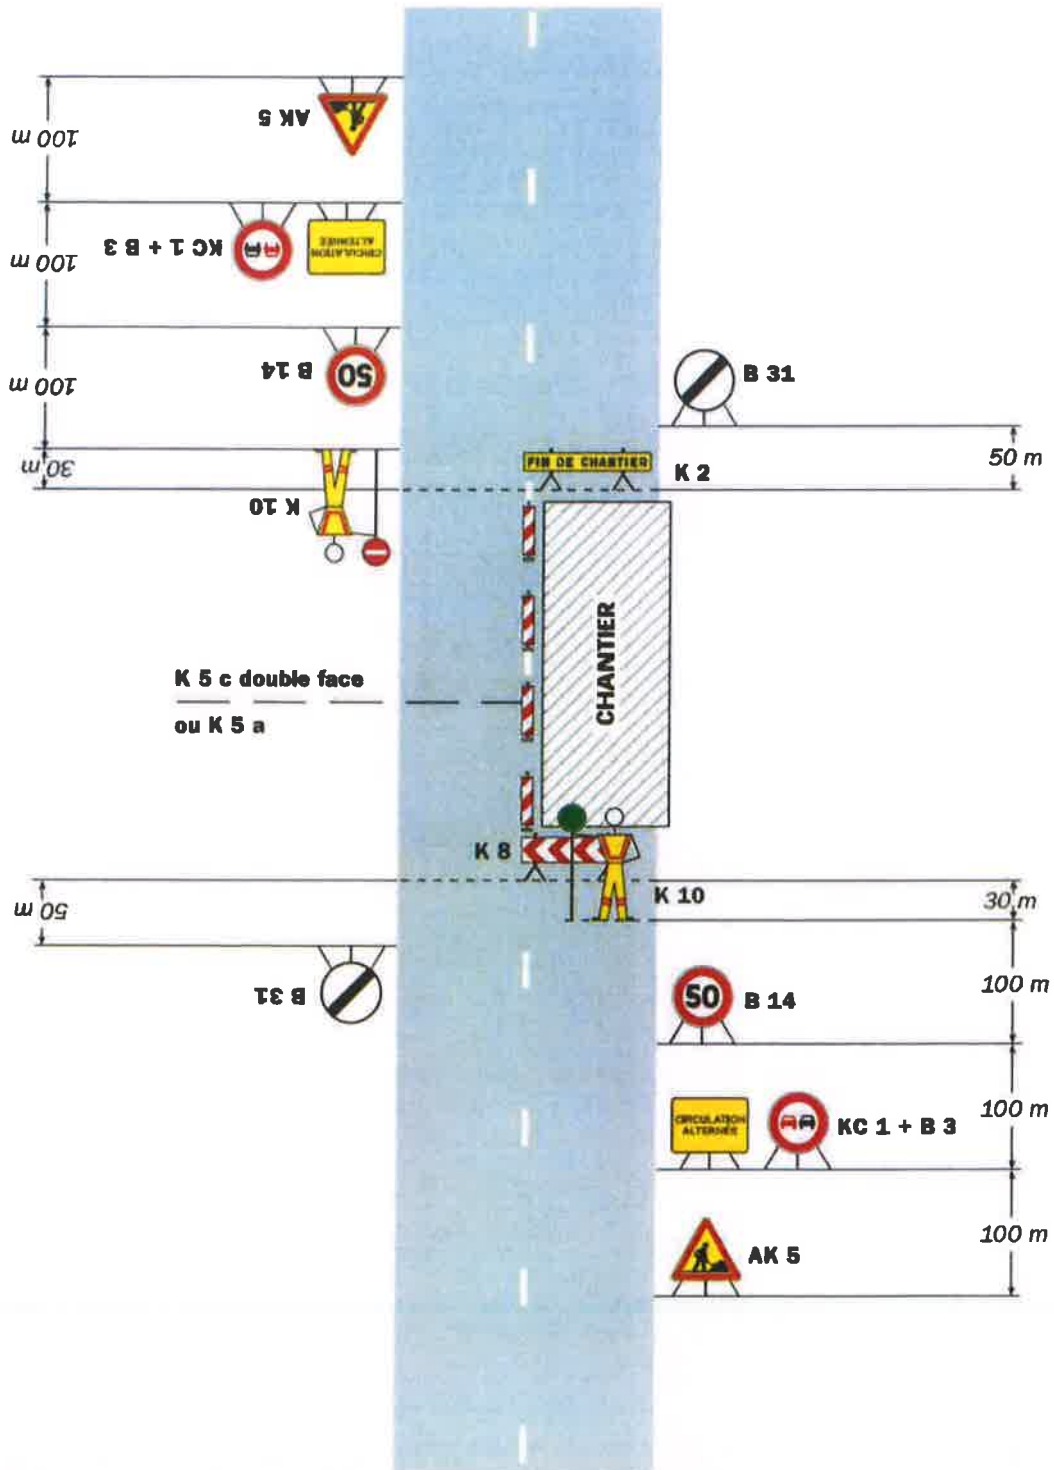 AK 5
100 m
CIRCULATION
ALTERNÉE
KC 1 + B 3
100 m
50
B 14
100 m
B 31
50 m
30 m
K 10
FIN DE CHANTIER
K 2
CHANTIER
K 5 c double face
ou K 5 a
K 8
K 10
30 m
50 m
B 31
50
B 14
100 m
CIRCULATION
ALTERNÉE
KC 1 + B 3
100 m
AK 5
100 m